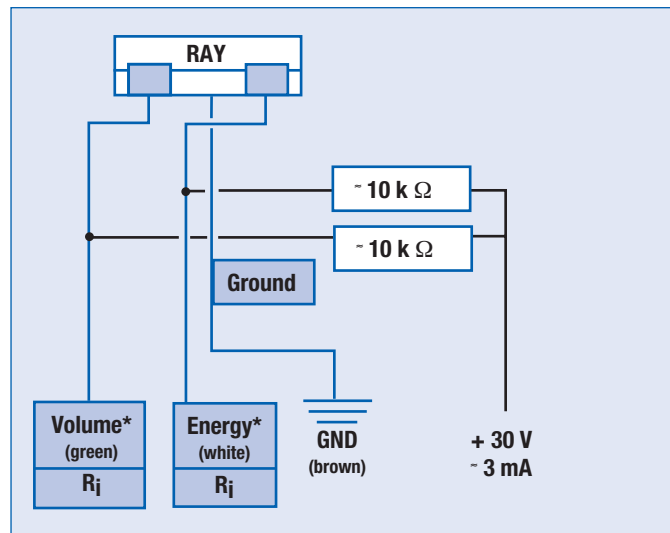 RAY
~ 10 k Ω
~ 10 k Ω
Ground
Volume*
(green)
Ri
Energy*
(white)
Ri
GND
(brown)
+ 30 V
~ 3 mA